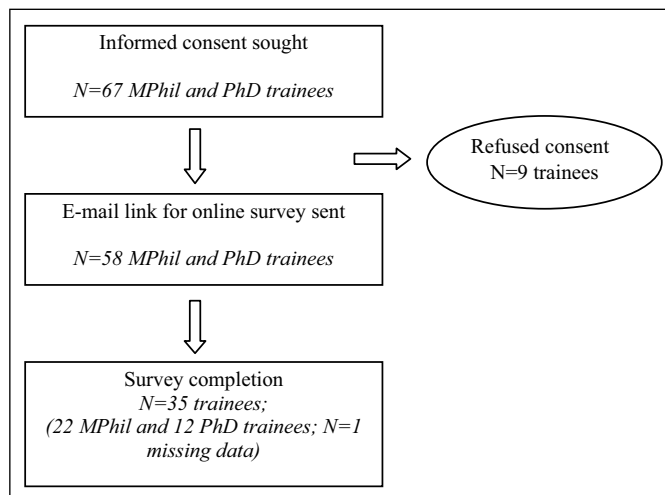 Informed consent sought
N=67 MPhil and PhD trainees
Refused consent
N=9 trainees
E-mail link for online survey sent
N=58 MPhil and PhD trainees
Survey completion
N=35 trainees;
(22 MPhil and 12 PhD trainees; N=1
missing data)